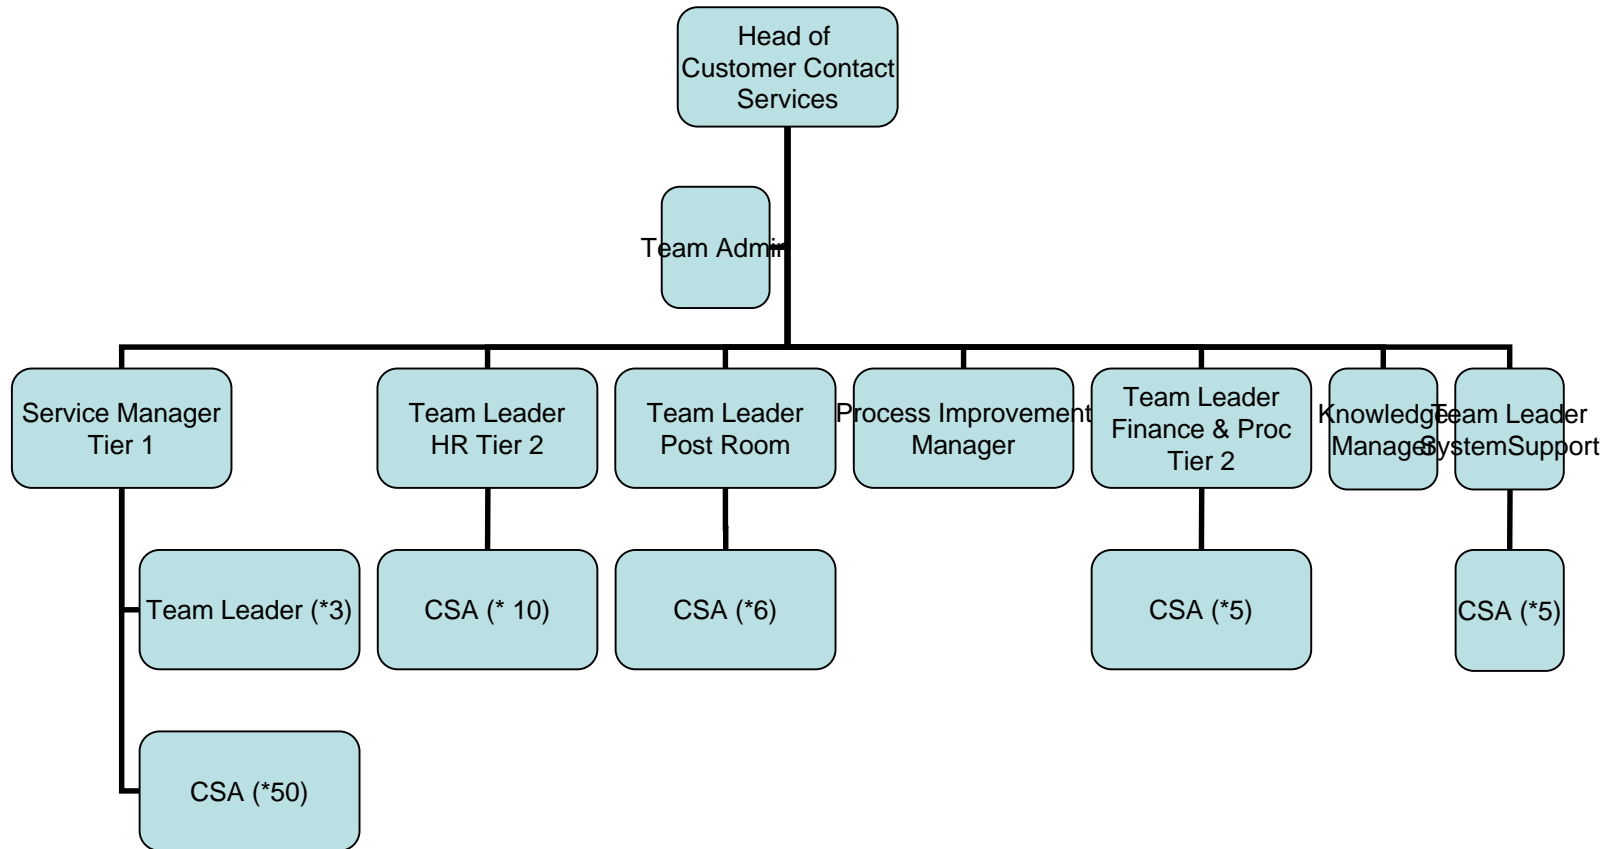 Head of
Customer Contact
Services
Team Admin
Service Manager
Tier 1
Team Leader
HR Tier 2
Team Leader
Post Room
Process Improvement
Manager
Team Leader
Finance & Proc
Tier 2
Knowledge
Manager
Team Leader
SystemSupport
Team Leader (*3)
CSA (* 10)
CSA (*6)
CSA (*5)
CSA (*5)
CSA (*50)